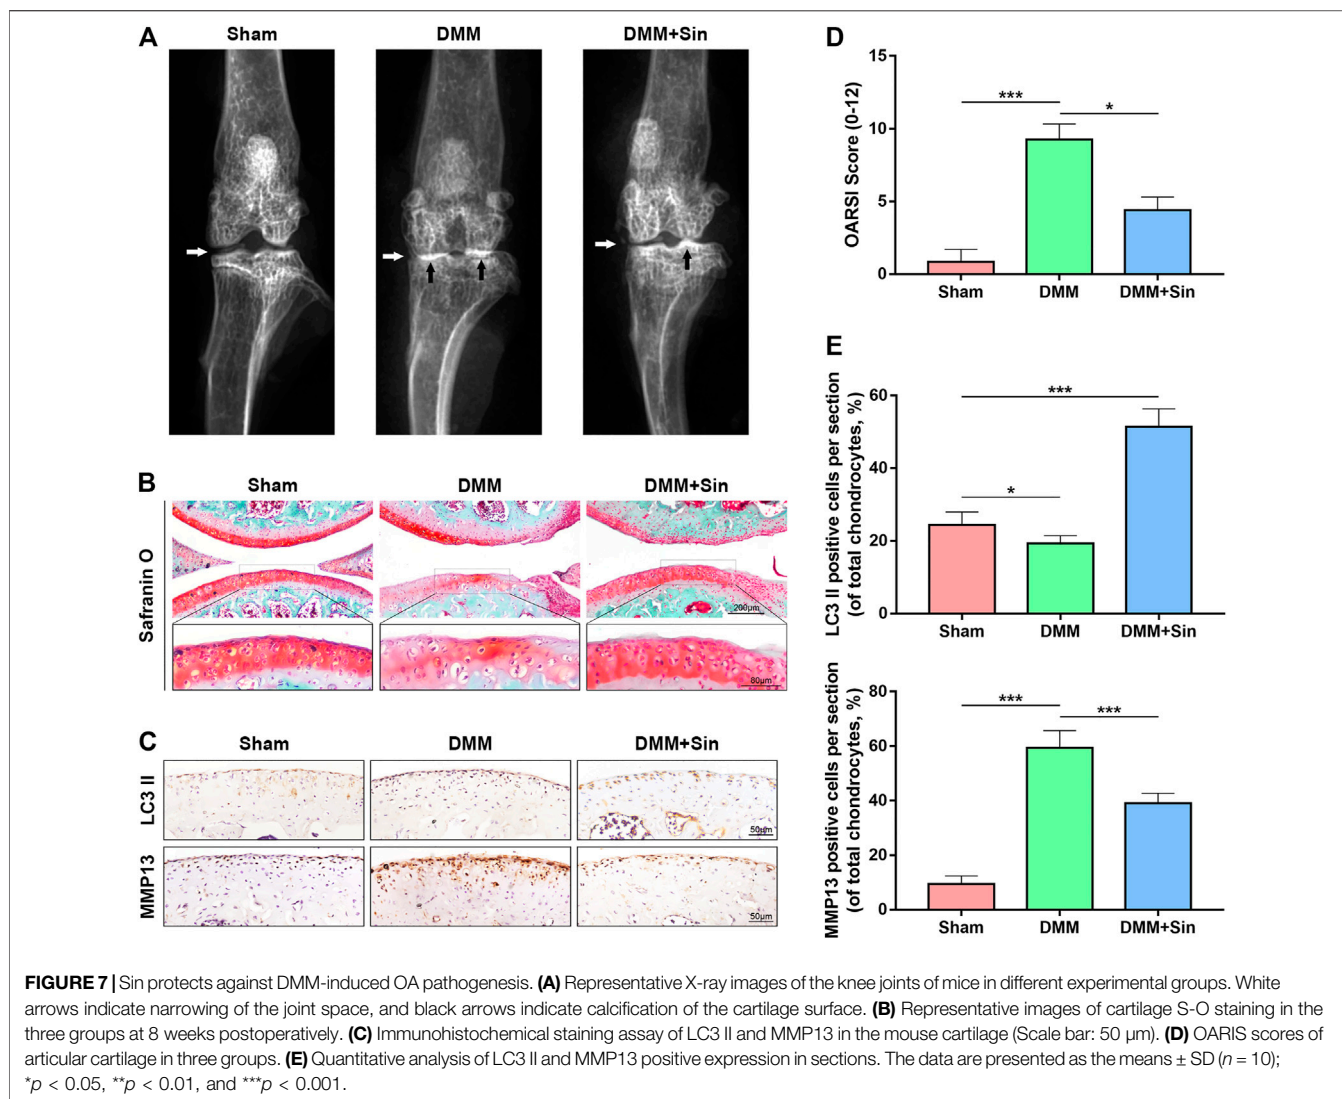 A
Sham
DMM
DMM+Sin
B
Sham
DMM
DMM+Sin
Safranin O
200µm
80µm
C
Sham
DMM
DMM+Sin
LC3 II
50µm
MMP13
50µm
D
OARSI Score (0-12)
15
10
5
0
***
*
Sham
DMM
DMM+Sin
E
LC3 II positive cells per section
(of total chondrocytes, %)
60
40
20
0
***
*
Sham
DMM
DMM+Sin
MMP13 positive cells per section
(of total chondrocytes, %)
80
60
40
20
0
***
***
Sham
DMM
DMM+Sin
FIGURE 7 | Sin protects against DMM-induced OA pathogenesis. (A) Representative X-ray images of the knee joints of mice in different experimental groups. White
arrows indicate narrowing of the joint space, and black arrows indicate calcification of the cartilage surface. (B) Representative images of cartilage S-O staining in the
three groups at 8 weeks postoperatively. (C) Immunohistochemical staining assay of LC3 II and MMP13 in the mouse cartilage (Scale bar: 50 µm). (D) OARIS scores of
articular cartilage in three groups. (E) Quantitative analysis of LC3 II and MMP13 positive expression in sections. The data are presented as the means ± SD (n = 10);
*p < 0.05, **p < 0.01, and ***p < 0.001.